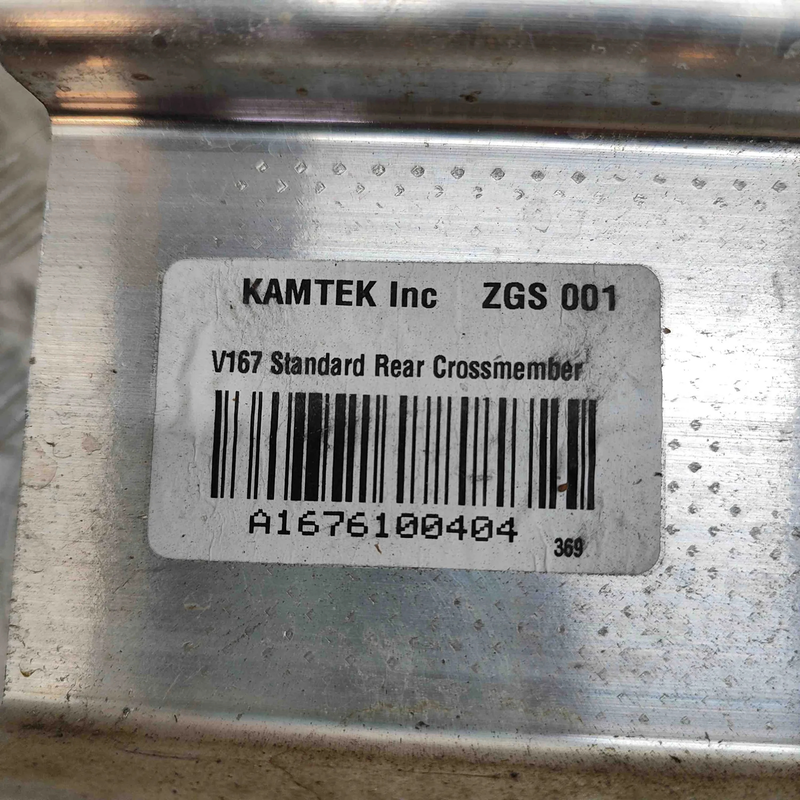 KAMTEK Inc ZGS 001
V167 Standard Rear Crossmember
A1676100404
369